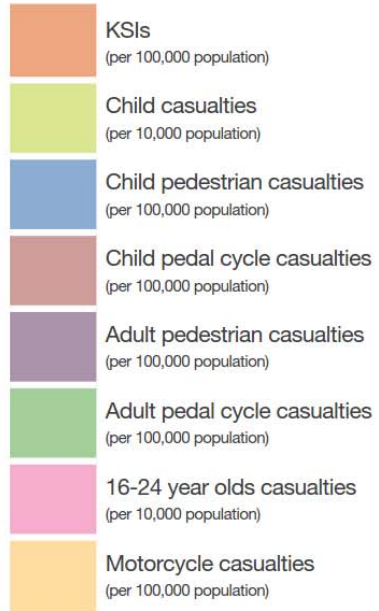 KSIs
(per 100,000 population)
Child casualties
(per 10,000 population)
Child pedestrian casualties
(per 100,000 population)
Child pedal cycle casualties
(per 100,000 population)
Adult pedestrian casualties
(per 100,000 population)
Adult pedal cycle casualties
(per 100,000 population)
16-24 year olds casualties
(per 10,000 population)
Motorcycle casualties
(per 100,000 population)